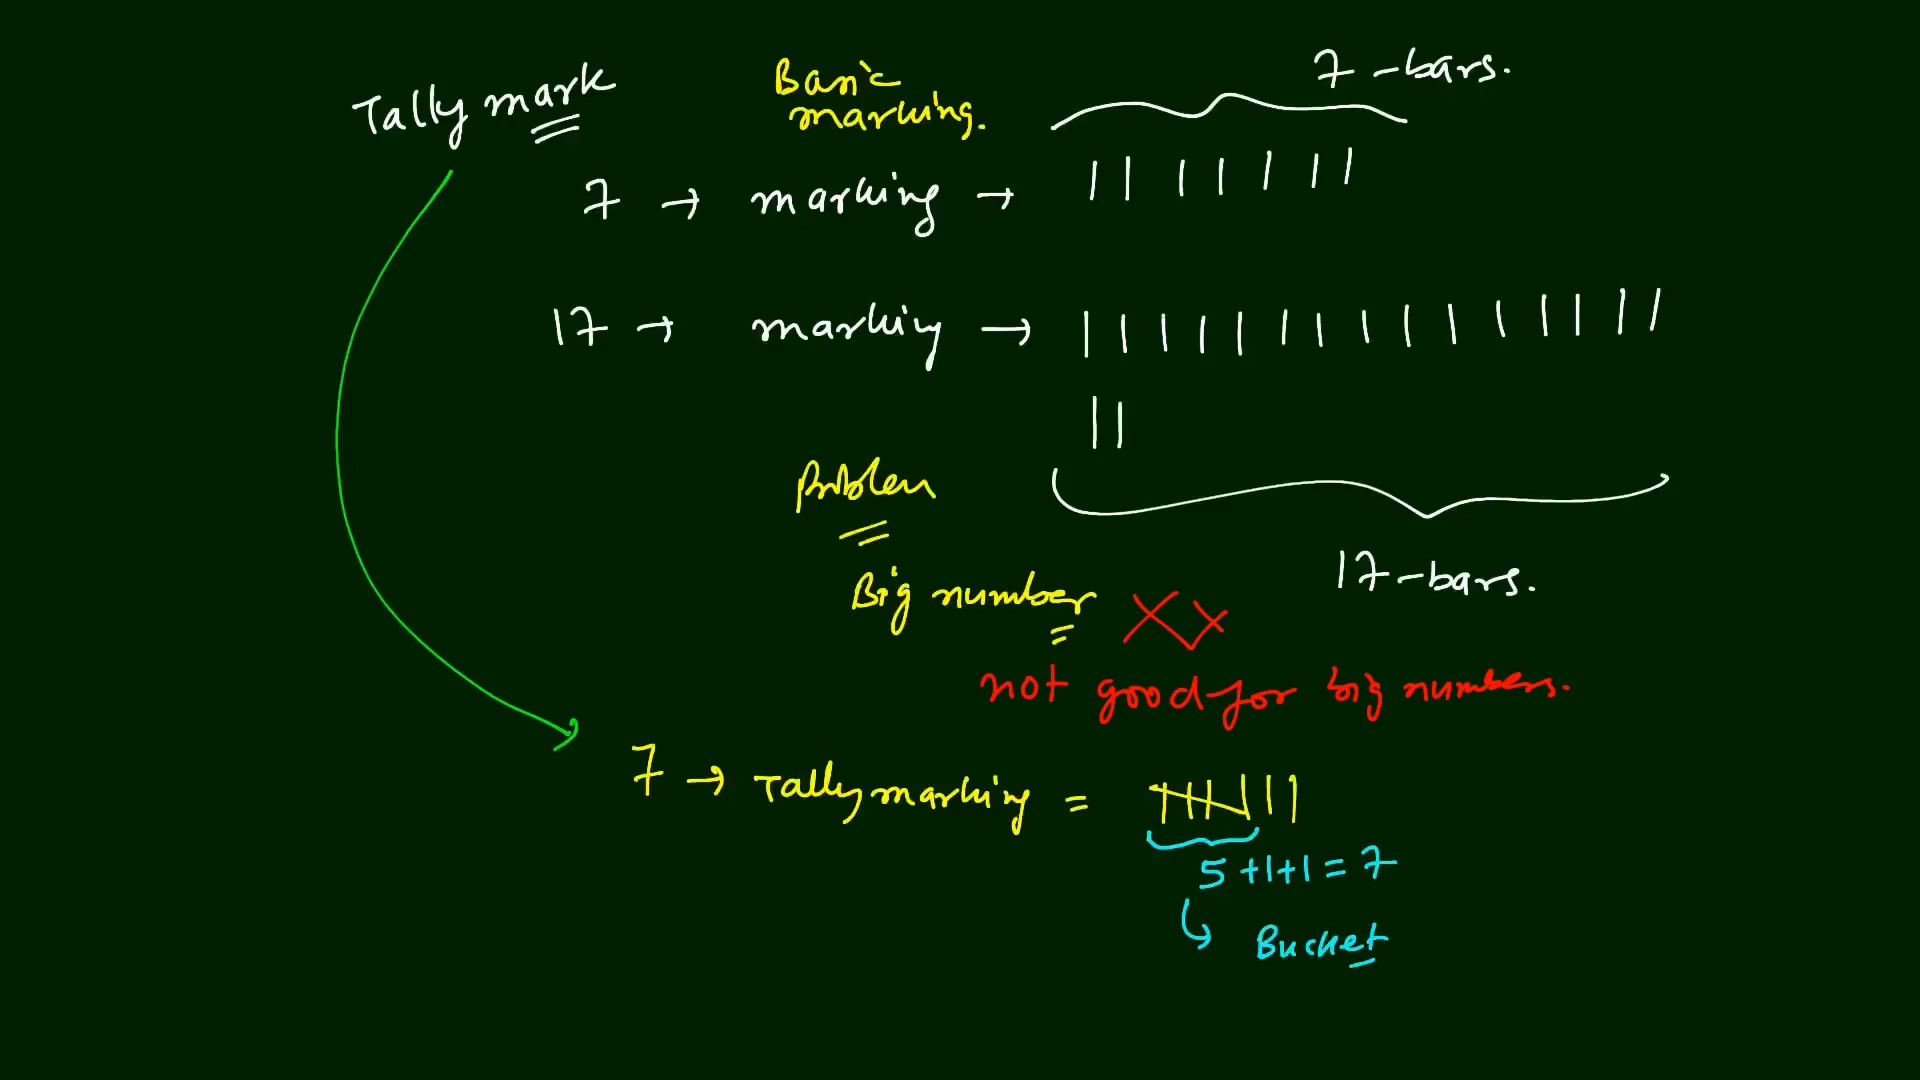 Tally mark
Basic
marking.
7 -bars.
7 → marking → | | | | | | |
17 → marking → | | | | | | | | | | | | | | |
| |
Problem
17-bars.
Big number XX
not good for big numbers.
7 → Tally marking = 𝍸 | |
5+1+1=7
Bucket